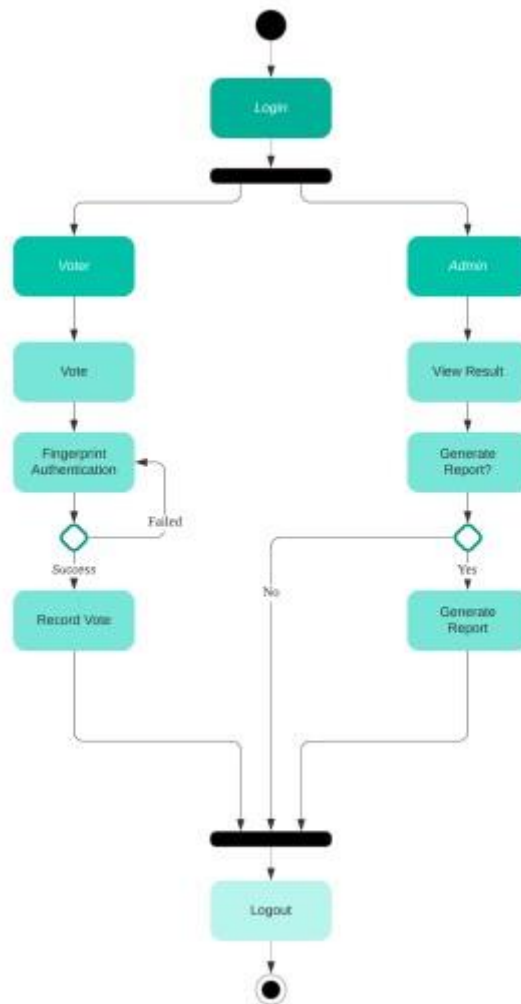 Login
Voter
Admin
Vote
View Result
Fingerprint
Authentication
Generate
Report?
Failed
Success
No
Yes
Record Vote
Generate
Report
Logout